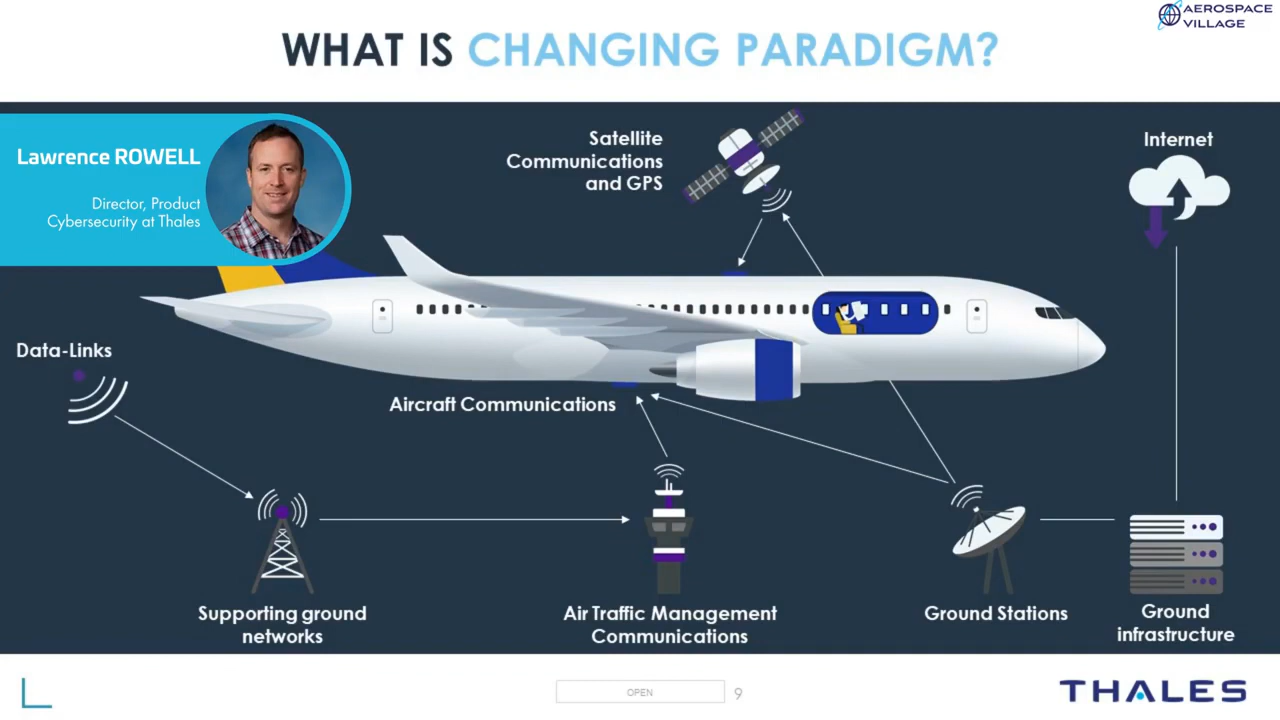 AEROSPACE
VILLAGE
WHAT IS CHANGING PARADIGM?
Lawrence ROWELL
Director, Product
Cybersecurity at Thales
Satellite
Communications
and GPS
Internet
Data-Links
Aircraft Communications
Supporting ground
networks
Air Traffic Management
Communications
Ground Stations
Ground
infrastructure
OPEN
9
THALES